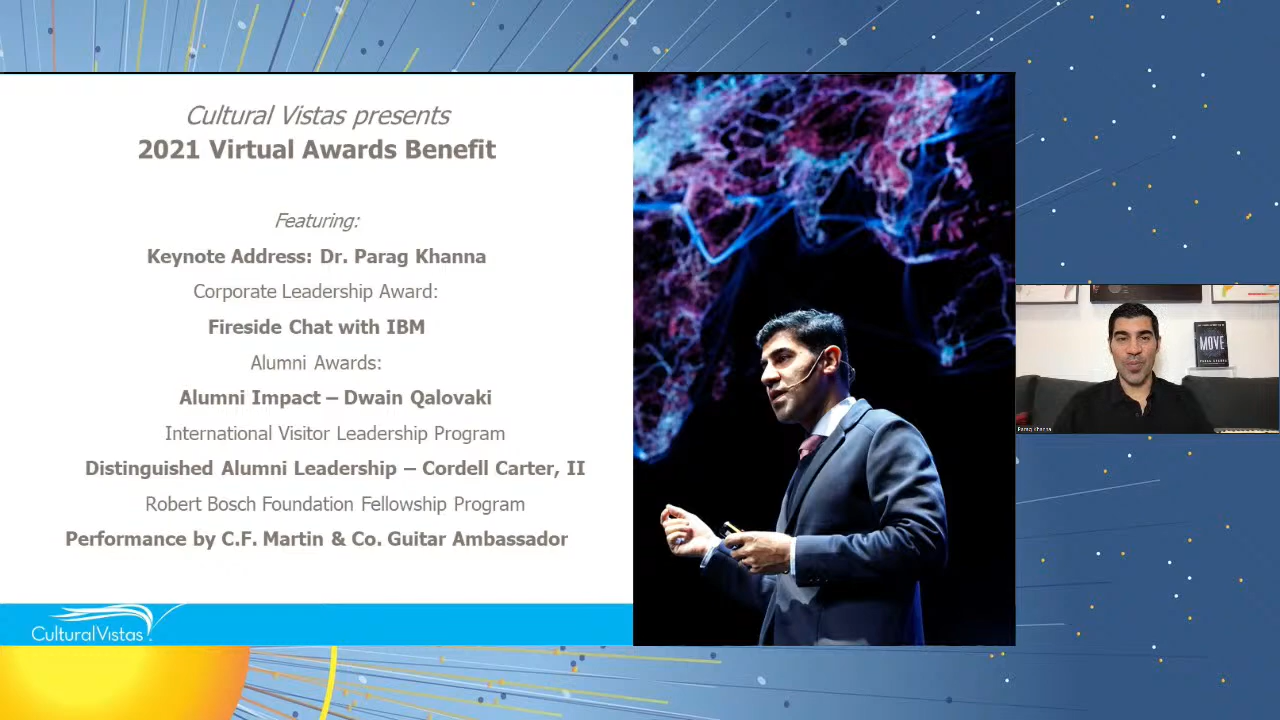 Cultural Vistas presents
2021 Virtual Awards Benefit
Featuring:
Keynote Address: Dr. Parag Khanna
Corporate Leadership Award:
Fireside Chat with IBM
Alumni Awards:
Alumni Impact – Dwain Qalovaki
International Visitor Leadership Program
Distinguished Alumni Leadership – Cordell Carter, II
Robert Bosch Foundation Fellowship Program
Performance by C.F. Martin & Co. Guitar Ambassador
CulturalVistas
MOVE
Parag Khanna